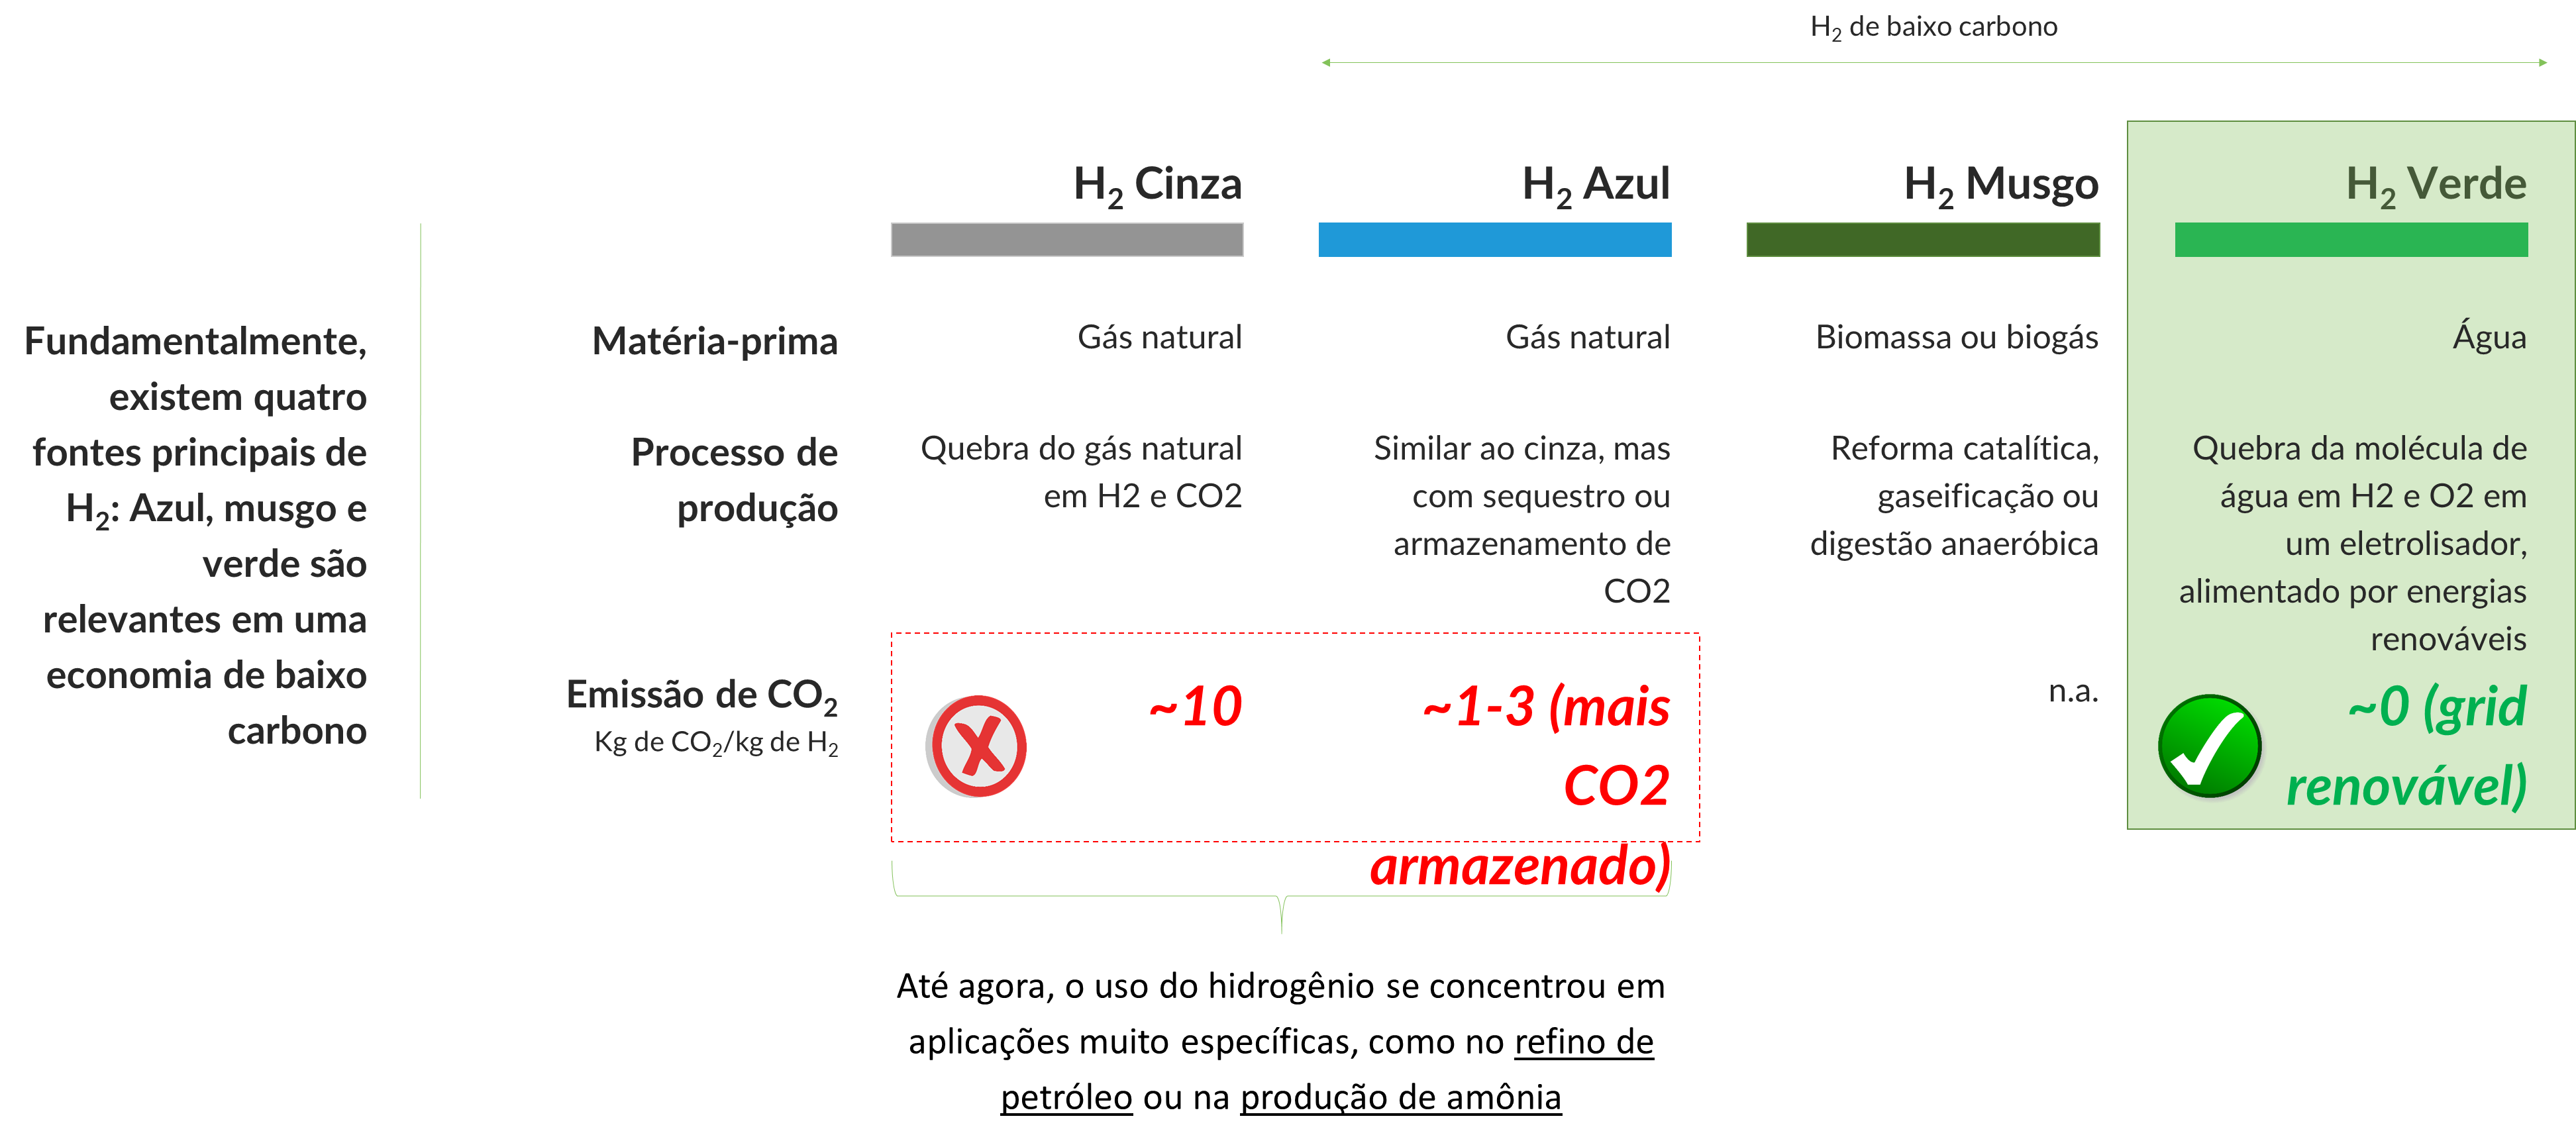 H₂ de baixo carbono
H₂ Cinza
H₂ Azul
H₂ Musgo
H₂ Verde
Fundamentalmente,
existem quatro
fontes principais de
H₂: Azul, musgo e
verde são
relevantes em uma
economia de baixo
carbono
Matéria-prima
Gás natural
Gás natural
Biomassa ou biogás
Água
Processo de
produção
Quebra do gás natural
em H2 e CO2
Similar ao cinza, mas
com sequestro ou
armazenamento de
CO2
Reforma catalítica,
gaseificação ou
digestão anaeróbica
Quebra da molécula de
água em H2 e O2 em
um eletrolisador,
alimentado por energias
renováveis
Emissão de CO₂
Kg de CO₂/kg de H₂
~10
~1-3 (mais
CO2
armazenado)
n.a.
~0 (grid
renovável)
Até agora, o uso do hidrogênio se concentrou em
aplicações muito específicas, como no refino de
petróleo ou na produção de amônia